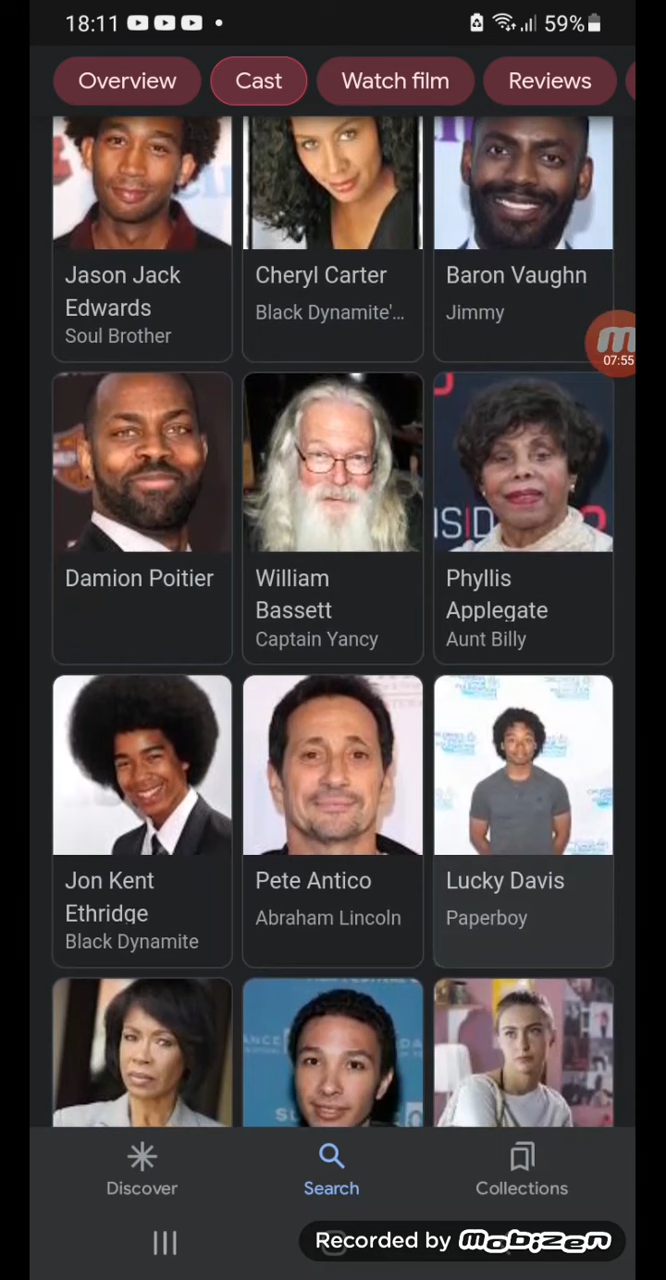 18:11
59%
Overview
Cast
Watch film
Reviews
Jason Jack
Edwards
Soul Brother
Cheryl Carter
Black Dynamite'...
Baron Vaughn
Jimmy
07:55
Damion Poitier
William
Bassett
Captain Yancy
Phyllis
Applegate
Aunt Billy
Jon Kent
Ethridge
Black Dynamite
Pete Antico
Abraham Lincoln
Lucky Davis
Paperboy
Discover
Search
Collections
Recorded by mobizen